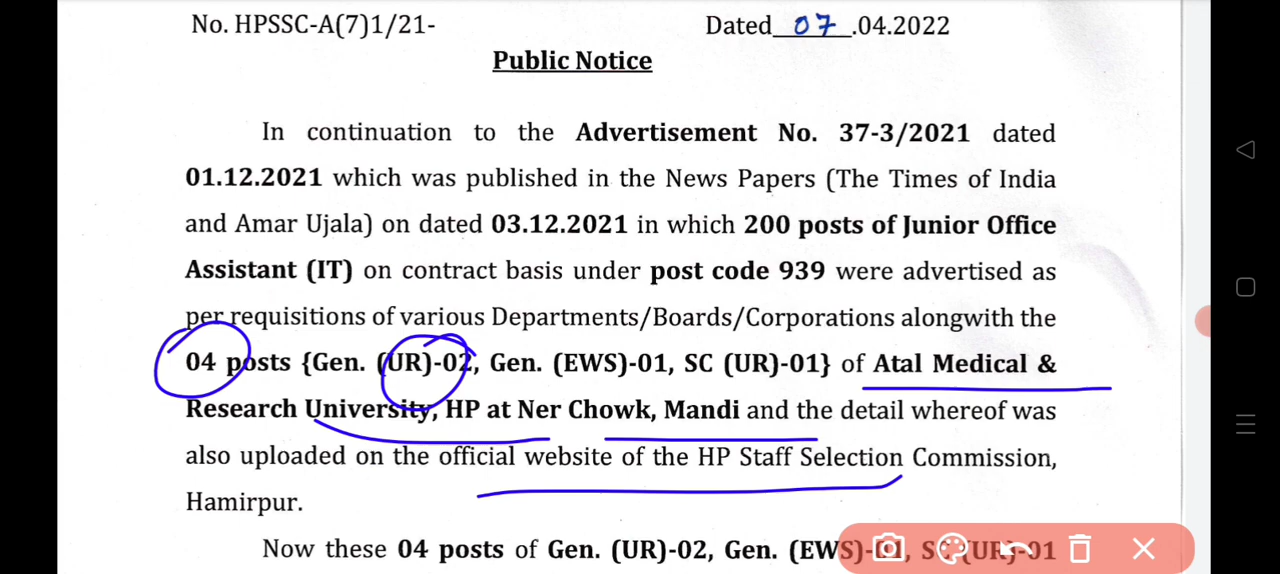 No. HPSSC-A(7)1/21- Dated 07.04.2022
Public Notice
In continuation to the Advertisement No. 37-3/2021 dated
01.12.2021 which was published in the News Papers (The Times of India
and Amar Ujala) on dated 03.12.2021 in which 200 posts of Junior Office
Assistant (IT) on contract basis under post code 939 were advertised as
per requisitions of various Departments/Boards/Corporations alongwith the
04 posts {Gen. (UR)-02, Gen. (EWS)-01, SC (UR)-01} of Atal Medical &
Research University, HP at Ner Chowk, Mandi and the detail whereof was
also uploaded on the official website of the HP Staff Selection Commission,
Hamirpur.
Now these 04 posts of Gen. (UR)-02, Gen. (EWS)-01, SC (UR)-01